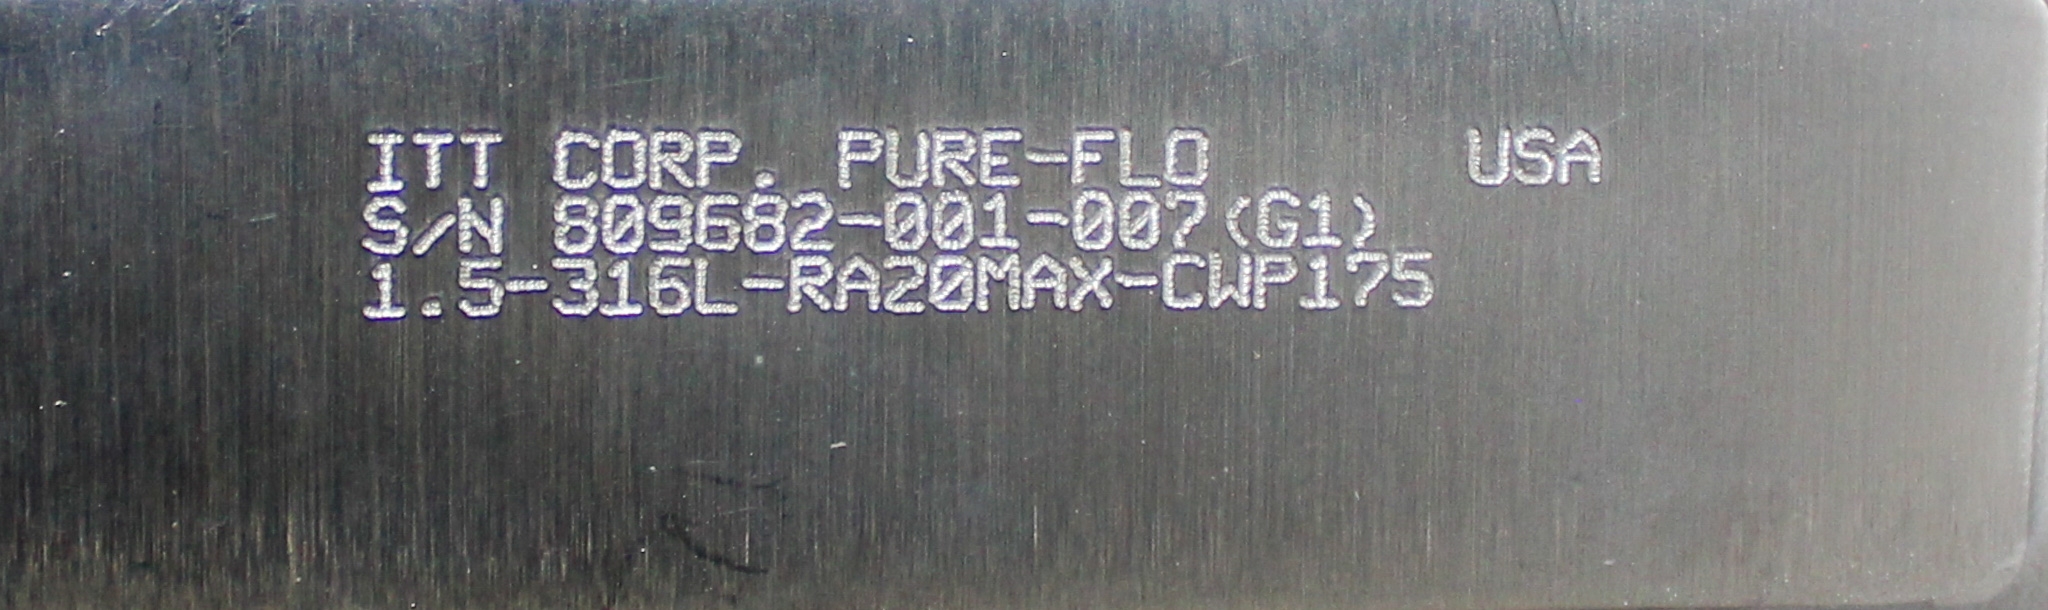 ITT CORP. PURE-FLO USA
S/N 809682-001-007(G1)
1.5-316L-RA20MAX-CWP175